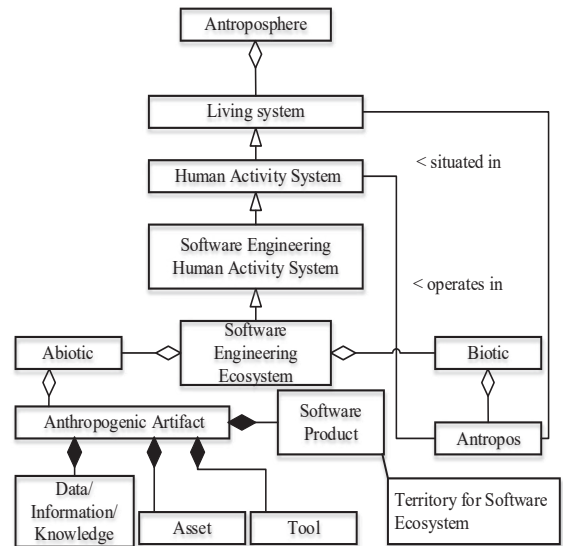 Antroposphere
Living system
< situated in
Human Activity System
Software Engineering
Human Activity System
< operates in
Software
Engineering
Ecosystem
Abiotic
Biotic
Anthropogenic Artifact
Software
Product
Antropos
Data/
Information/
Knowledge
Asset
Tool
Territory for Software
Ecosystem